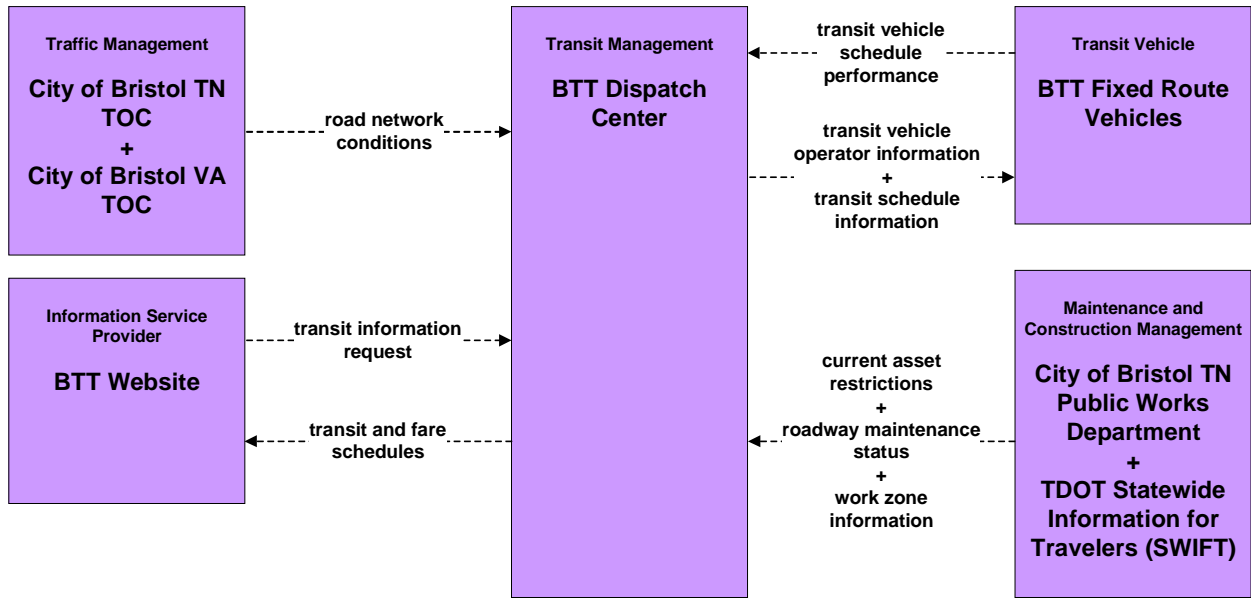 Traffic Management
City of Bristol TN
TOC
+
City of Bristol VA
TOC
road network
conditions
Information Service
Provider
BTT Website
transit information
request
transit and fare
schedules
Transit Management
BTT Dispatch
Center
transit vehicle
schedule
performance
transit vehicle
operator information
+
transit schedule
information
Transit Vehicle
BTT Fixed Route
Vehicles
current asset
restrictions
+
roadway maintenance
status
+
work zone
information
Maintenance and
Construction Management
City of Bristol TN
Public Works
Department
+
TDOT Statewide
Information for
Travelers (SWIFT)